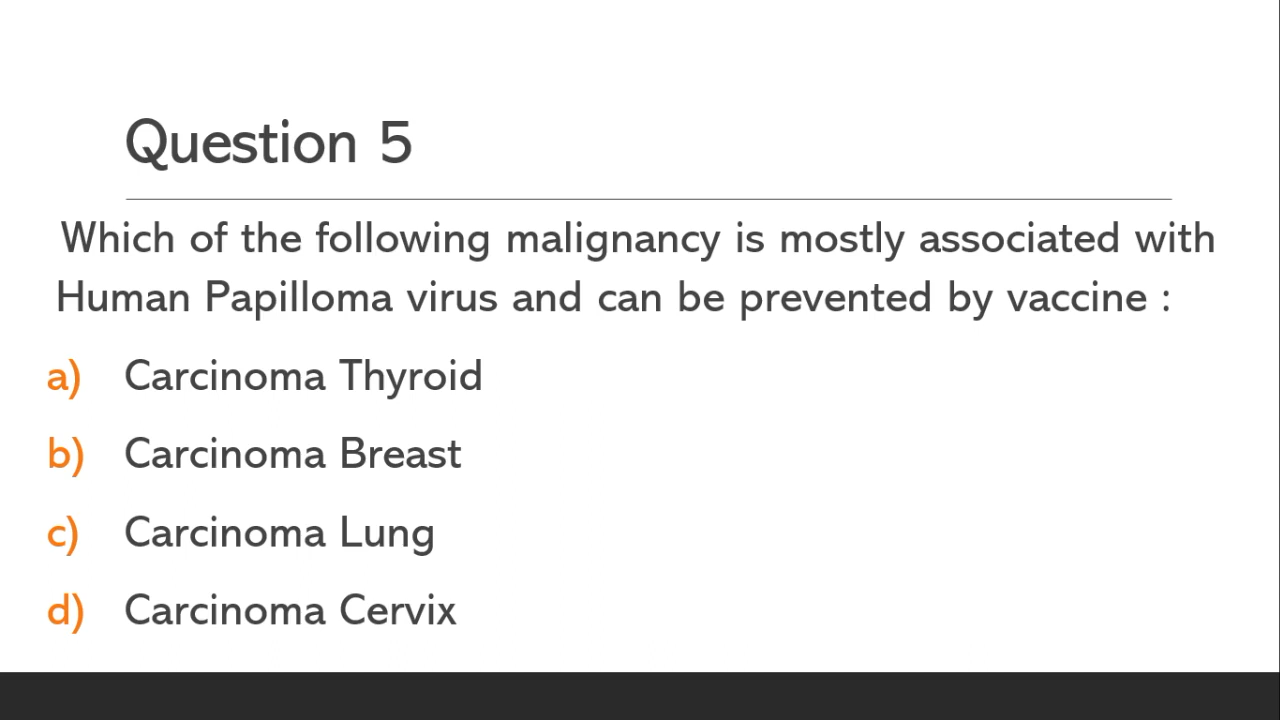 Question 5
Which of the following malignancy is mostly associated with
Human Papilloma virus and can be prevented by vaccine :
a) Carcinoma Thyroid
b) Carcinoma Breast
c) Carcinoma Lung
d) Carcinoma Cervix